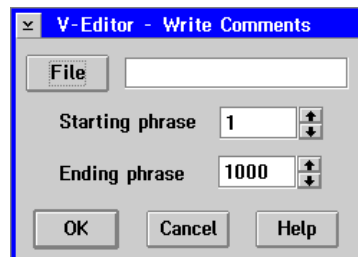 V-Editor - Write Comments
File
Starting phrase 1
Ending phrase 1000
OK Cancel Help